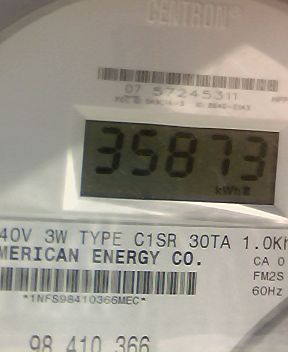 CENTRON®
07 57245311
35873
kWh
40V 3W TYPE C1SR 30TA 1.0Kh
MERICAN ENERGY CO.
CA 0
FM2S
*1NFS98410366MEC*
60Hz
98 410 366